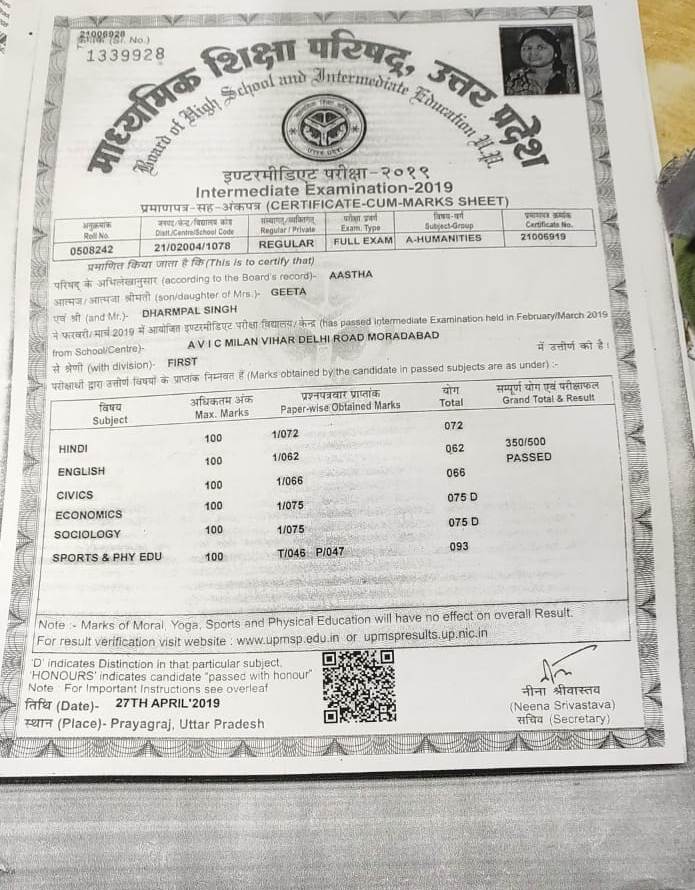 21006928
क्रमांक (Sr. No.)
1339928
माध्यमिक शिक्षा परिषद्, उत्तर प्रदेश
Board of High School and Intermediate Education U.P.
इण्टरमीडिएट परीक्षा-२०१९
Intermediate Examination-2019
प्रमाणपत्र-सह-अंकपत्र (CERTIFICATE-CUM-MARKS SHEET)
अनुक्रमांक जनपद/केन्द्र/विद्यालय कोड संस्थागत/व्यक्तिगत परीक्षा प्रकार विषय-वर्ग प्रमाणपत्र क्रमांक
Roll No. Distt./Centre/School Code Regular / Private Exam. Type Subject-Group Certificate No.
0508242 21/02004/1078 REGULAR FULL EXAM A-HUMANITIES 21006919
प्रमाणित किया जाता है कि (This is to certify that)
परिषद् के अभिलेखानुसार (according to the Board's record)- AASTHA
आत्मज/आत्मजा श्रीमती (son/daughter of Mrs.)- GEETA
एवं श्री (and Mr.)- DHARMPAL SINGH
ने फरवरी/मार्च 2019 में आयोजित इण्टरमीडिएट परीक्षा विद्यालय/केन्द्र (has passed Intermediate Examination held in February/March 2019
from School/Centre)- A V I C MILAN VIHAR DELHI ROAD MORADABAD
से श्रेणी (with division)- FIRST में उत्तीर्ण की है।
परीक्षार्थी द्वारा उत्तीर्ण विषयों के प्राप्तांक निम्नवत हैं (Marks obtained by the candidate in passed subjects are as under) :-
विषय अधिकतम अंक प्रश्नपत्रवार प्राप्तांक योग सम्पूर्ण योग एवं परीक्षाफल
Subject Max. Marks Paper-wise Obtained Marks Total Grand Total & Result
HINDI 100 1/072 072 350/500
ENGLISH 100 1/062 062 PASSED
CIVICS 100 1/066 066
ECONOMICS 100 1/075 075 D
SOCIOLOGY 100 1/075 075 D
SPORTS & PHY EDU 100 T/046 P/047 093
Note :- Marks of Moral, Yoga, Sports and Physical Education will have no effect on overall Result.
For result verification visit website : www.upmsp.edu.in or upmspresults.up.nic.in
'D' indicates Distinction in that particular subject.
'HONOURS' indicates candidate "passed with honour"
Note : For Important Instructions see overleaf
तिथि (Date)- 27TH APRIL'2019
स्थान (Place)- Prayagraj, Uttar Pradesh
नीना श्रीवास्तव
(Neena Srivastava)
सचिव (Secretary)